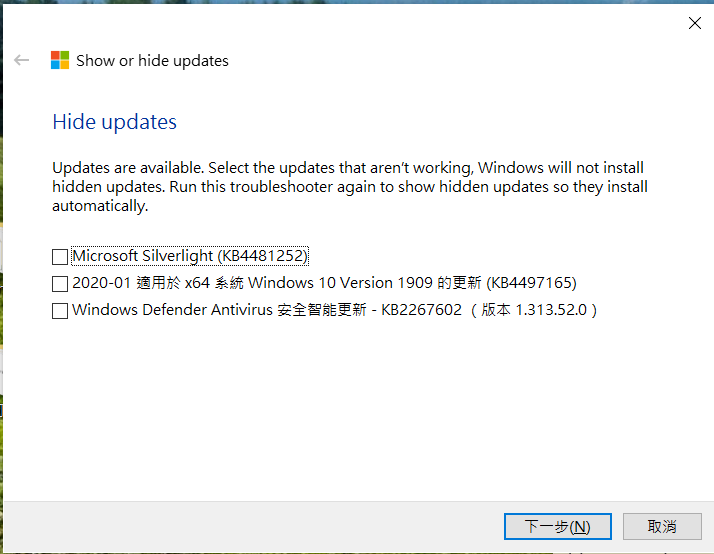 Show or hide updates
Hide updates
Updates are available. Select the updates that aren't working, Windows will not install
hidden updates. Run this troubleshooter again to show hidden updates so they install
automatically.
Microsoft Silverlight (KB4481252)
2020-01 適用於 x64 系統 Windows 10 Version 1909 的更新 (KB4497165)
Windows Defender Antivirus 安全智能更新 - KB2267602 （版本 1.313.52.0）
下一步(N)
取消